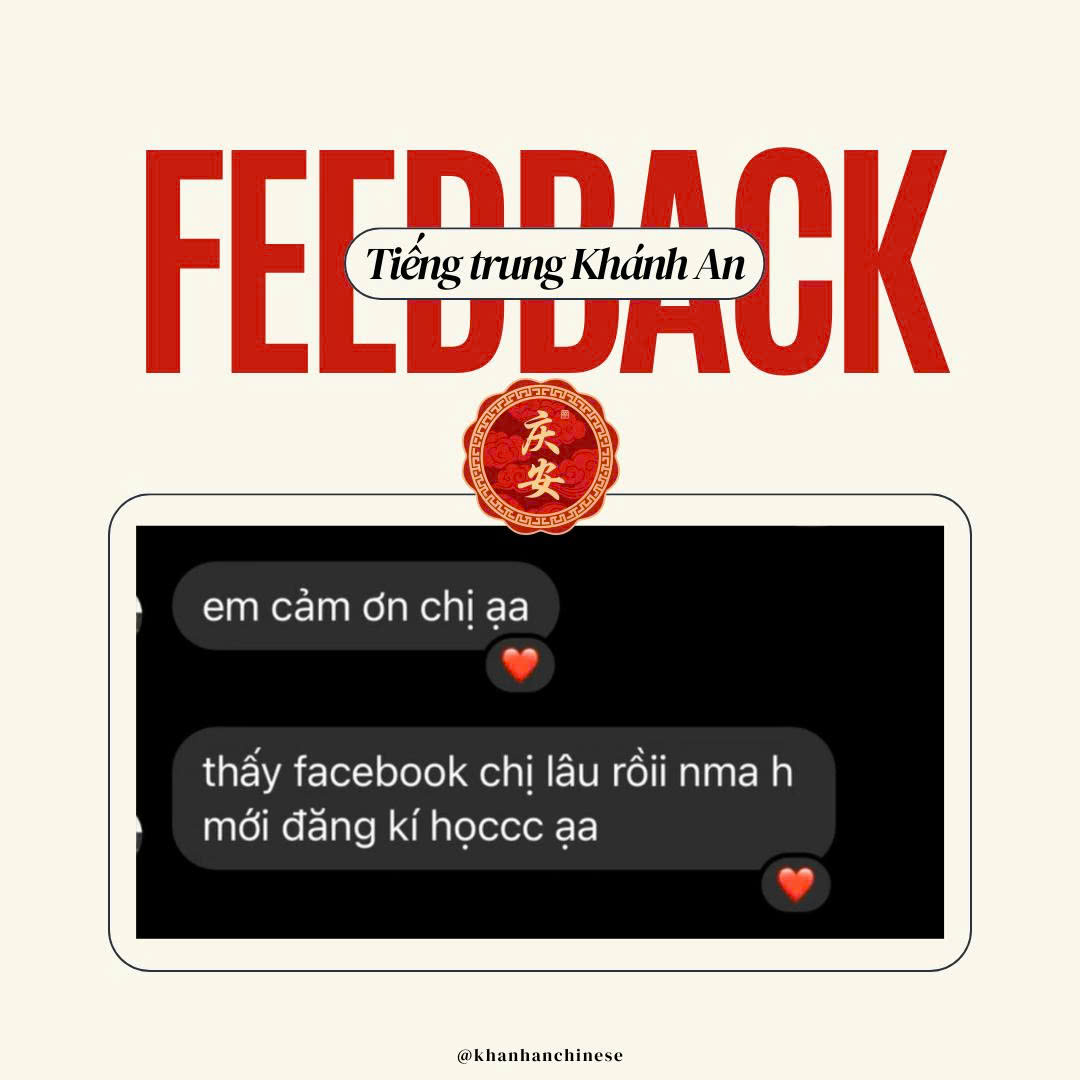 FEEDBACK
Tiếng trung Khánh An
庆
安
em cảm ơn chị ạa
thấy facebook chị lâu rồii nma h
mới đăng kí họccc ạa
@khanhanchinese